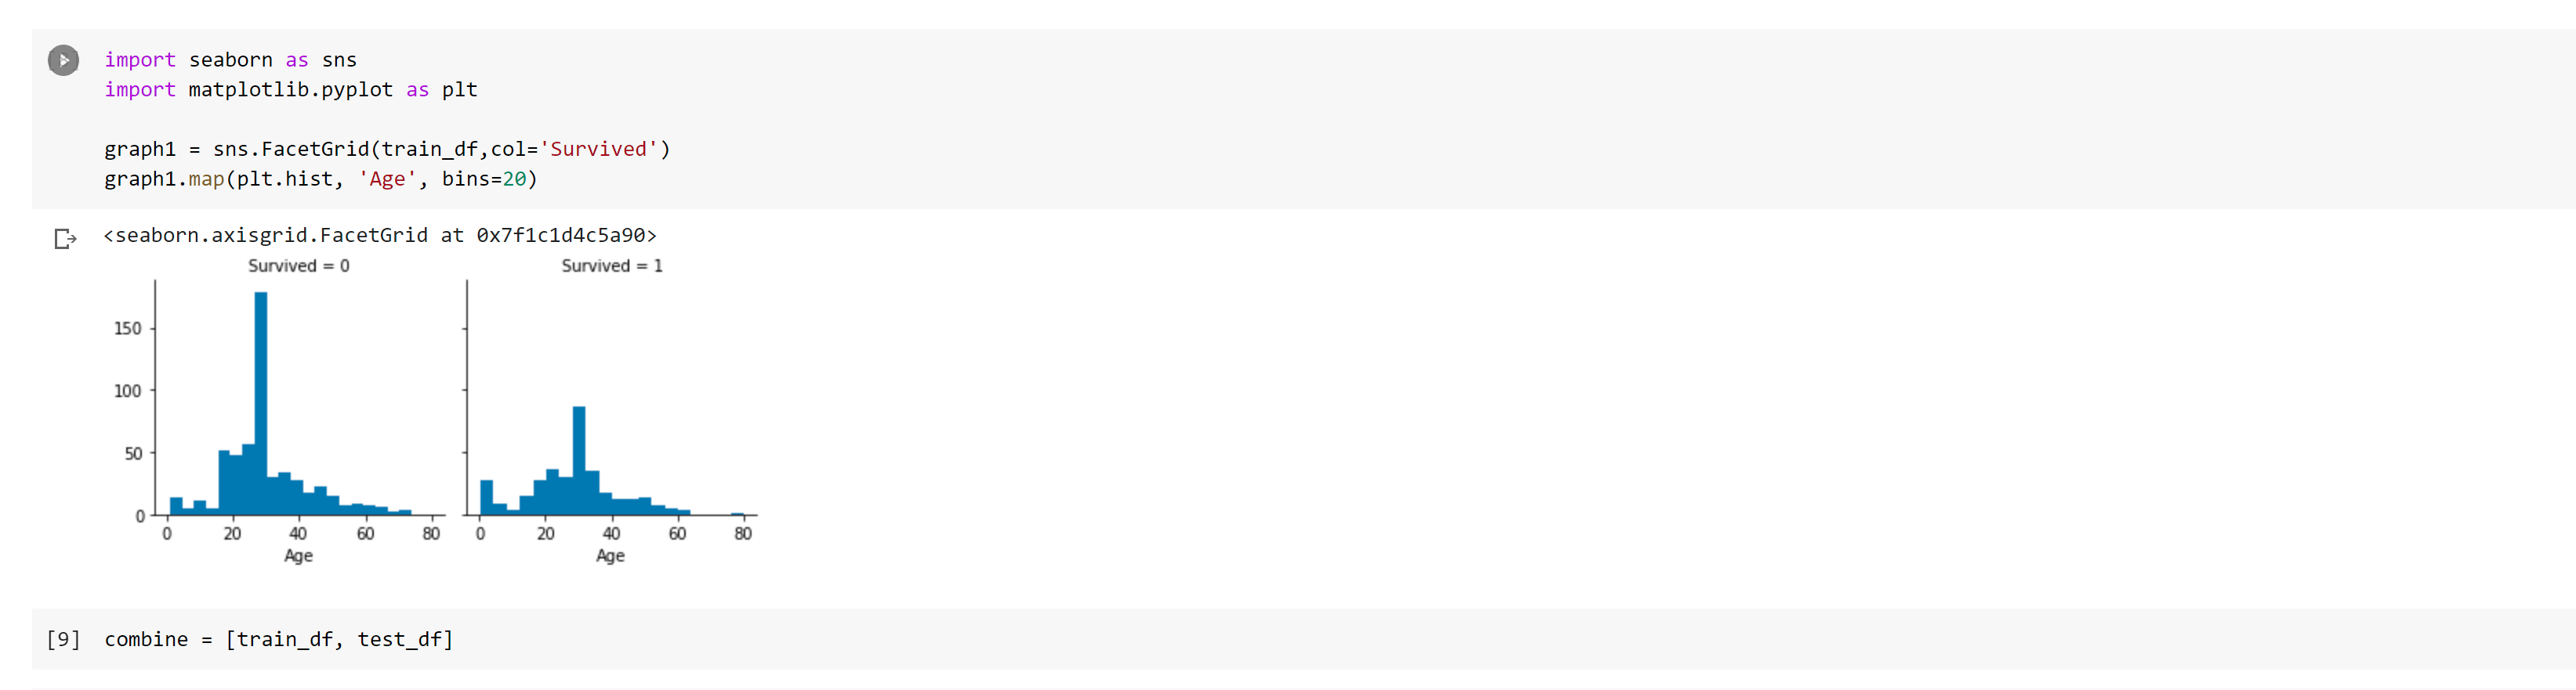 import seaborn as sns
import matplotlib.pyplot as plt
graph1 = sns.FacetGrid(train_df,col='Survived')
graph1.map(plt.hist, 'Age', bins=20)
<seaborn.axisgrid.FacetGrid at 0x7f1c1d4c5a90>
Survived = 0 Survived = 1
150
100
50
0
0 20 40 60 80 0 20 40 60 80
Age Age
[9] combine = [train_df, test_df]